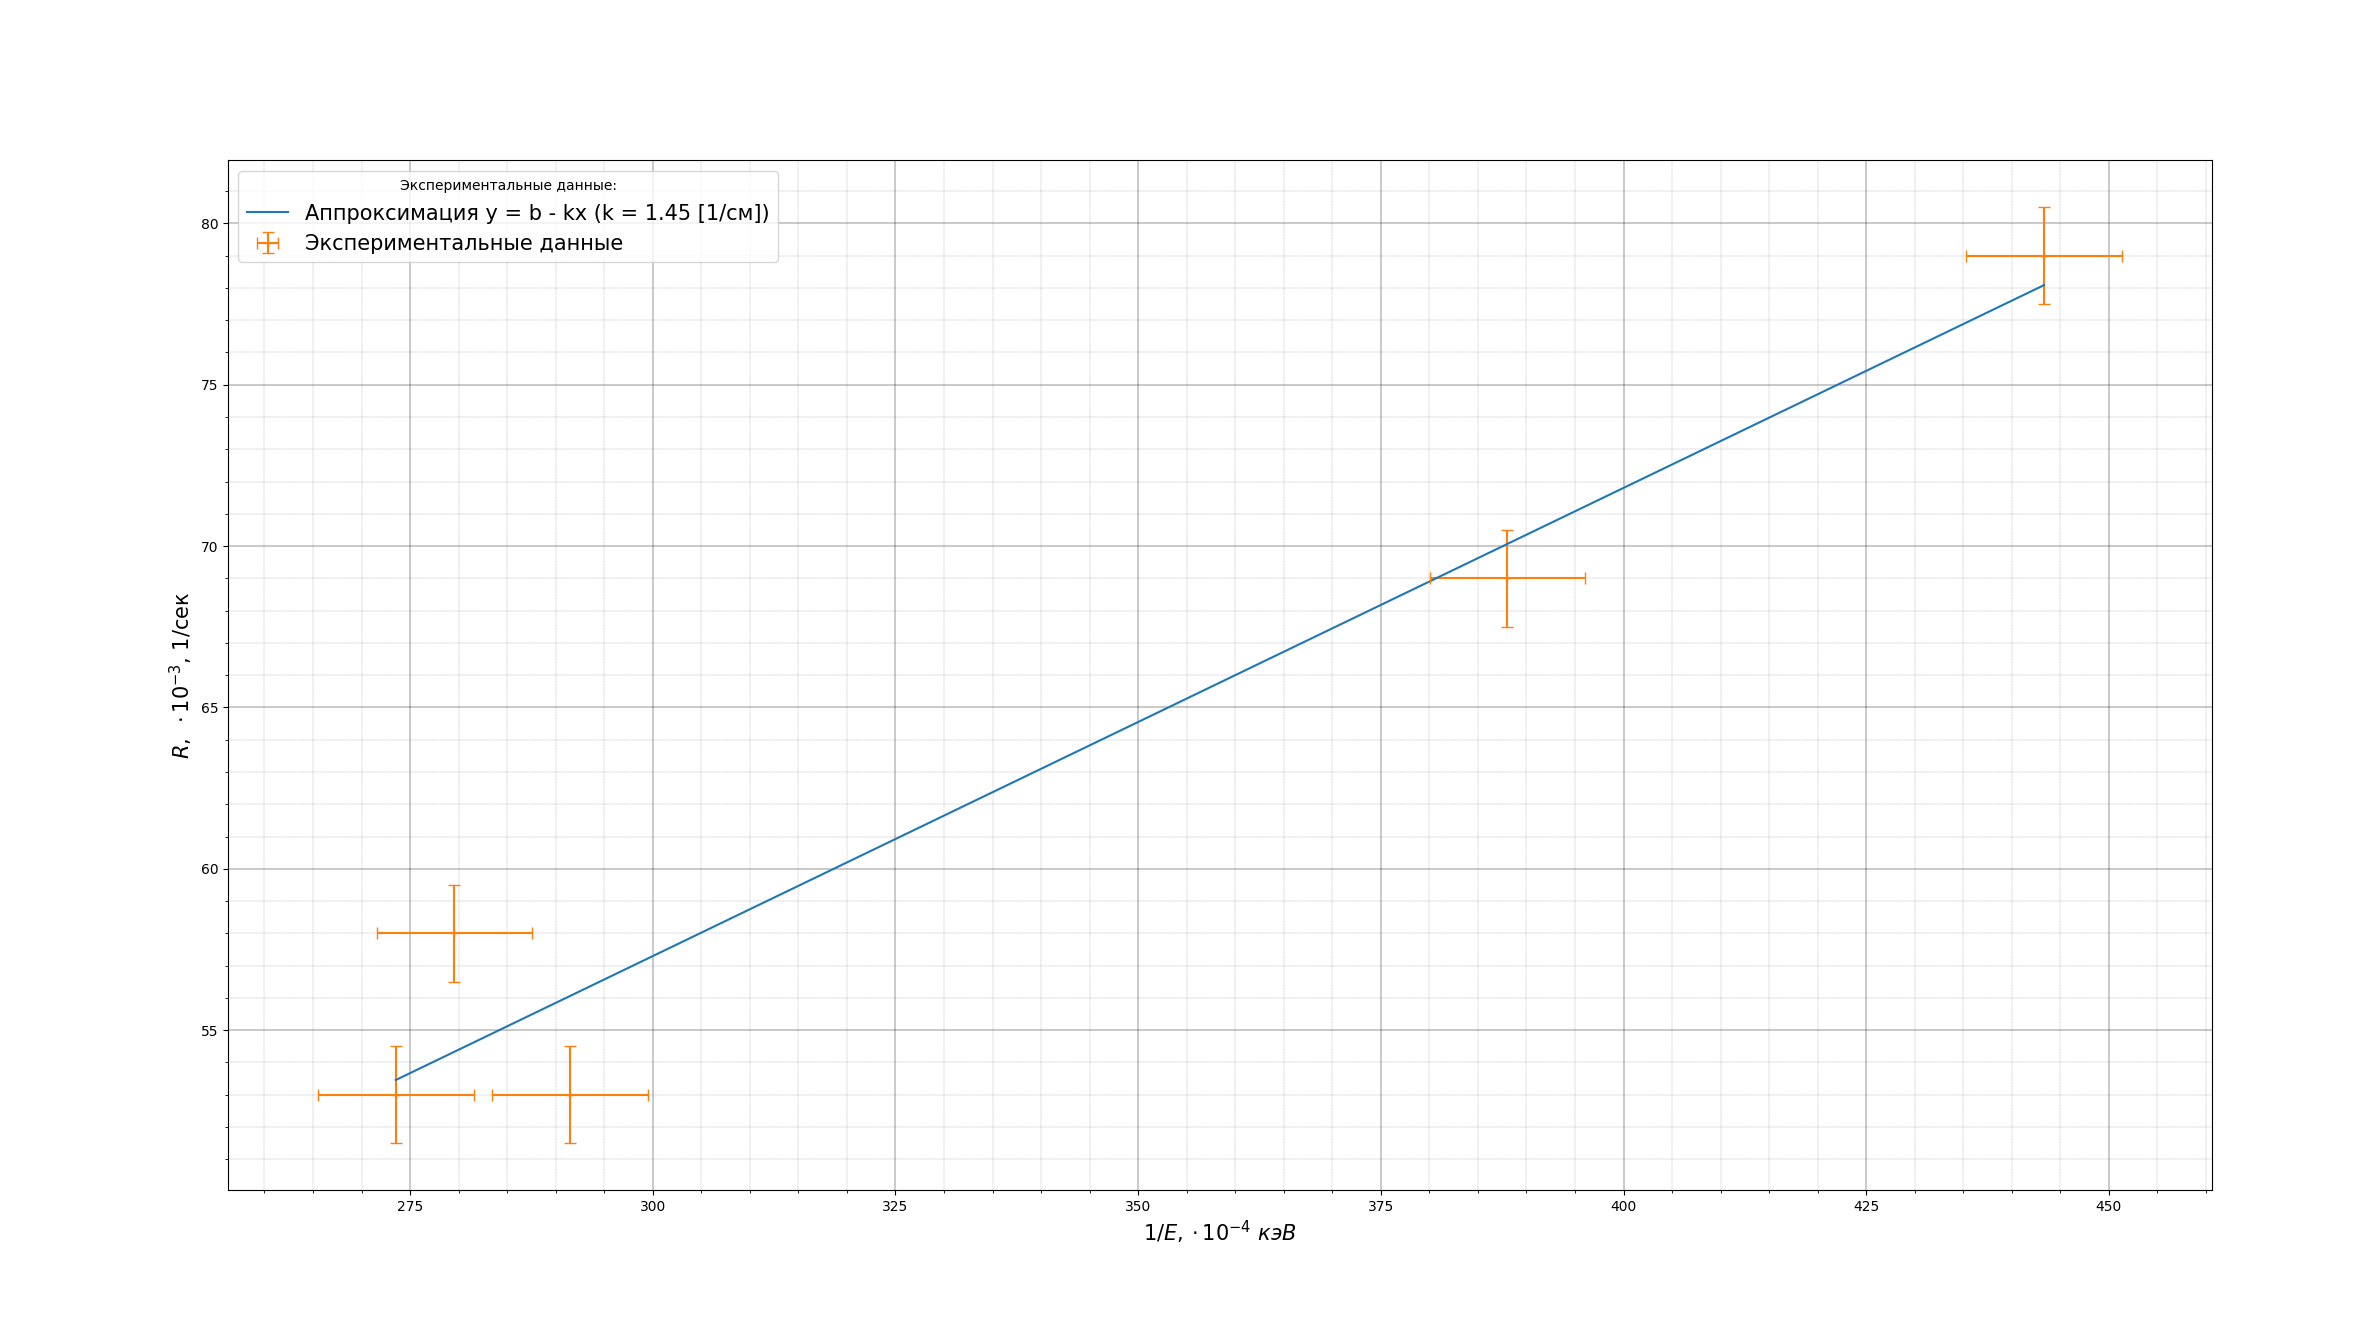 Экспериментальные данные:
Аппроксимация y = b - kx (k = 1.45 [1/см])
Экспериментальные данные
80
75
70
65
60
55
R, ·10⁻³, 1/сек
275 300 325 350 375 400 425 450
1/E, ·10⁻⁴ кэВ